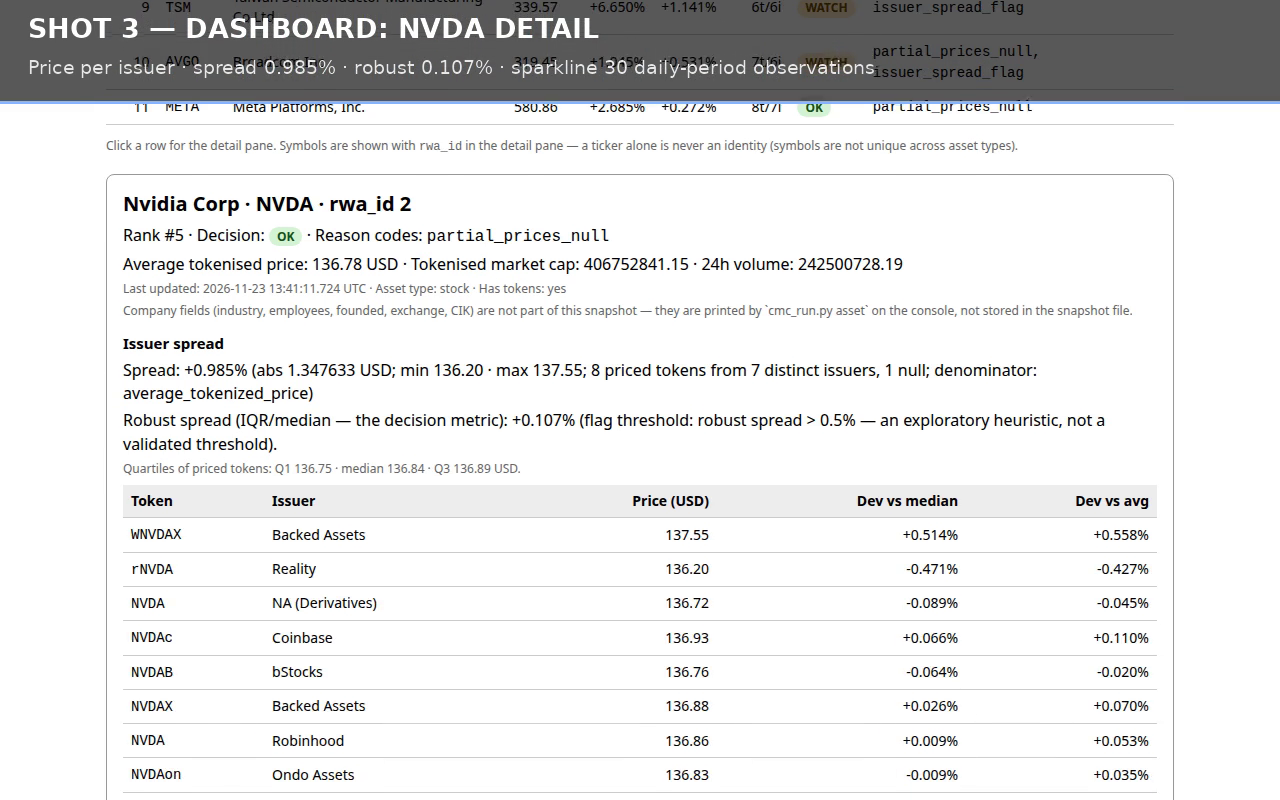 9 TSM Taiwan Semiconductor Manufacturing Co Ltd 339.57 +6.650% +1.141% 6t/6i WATCH issuer_spread_flag
SHOT 3 — DASHBOARD: NVDA DETAIL
10 AVGO Broadcom Inc. 7t/6i WATCH partial_prices_null, issuer_spread_flag
Price per issuer · spread 0.985% · robust 0.107% · sparkline 30 daily-period observations
11 META Meta Platforms, Inc. 580.86 +2.685% +0.272% 8t/7i OK partial_prices_null
Click a row for the detail pane. Symbols are shown with rwa_id in the detail pane — a ticker alone is never an identity (symbols are not unique across asset types).
Nvidia Corp · NVDA · rwa_id 2
Rank #5 · Decision: OK · Reason codes: partial_prices_null
Average tokenised price: 136.78 USD · Tokenised market cap: 406752841.15 · 24h volume: 242500728.19
Last updated: 2026-11-23 13:41:11.724 UTC · Asset type: stock · Has tokens: yes
Company fields (industry, employees, founded, exchange, CIK) are not part of this snapshot — they are printed by `cmc_run.py asset` on the console, not stored in the snapshot file.
Issuer spread
Spread: +0.985% (abs 1.347633 USD; min 136.20 · max 137.55; 8 priced tokens from 7 distinct issuers, 1 null; denominator:
average_tokenized_price)
Robust spread (IQR/median — the decision metric): +0.107% (flag threshold: robust spread > 0.5% — an exploratory heuristic, not a
validated threshold).
Quartiles of priced tokens: Q1 136.75 · median 136.84 · Q3 136.89 USD.
Token Issuer Price (USD) Dev vs median Dev vs avg
WNVDAX Backed Assets 137.55 +0.514% +0.558%
rNVDA Reality 136.20 -0.471% -0.427%
NVDA NA (Derivatives) 136.72 -0.089% -0.045%
NVDAc Coinbase 136.93 +0.066% +0.110%
NVDAB bStocks 136.76 -0.064% -0.020%
NVDAX Backed Assets 136.88 +0.026% +0.070%
NVDA Robinhood 136.86 +0.009% +0.053%
NVDAon Ondo Assets 136.83 -0.009% +0.035%